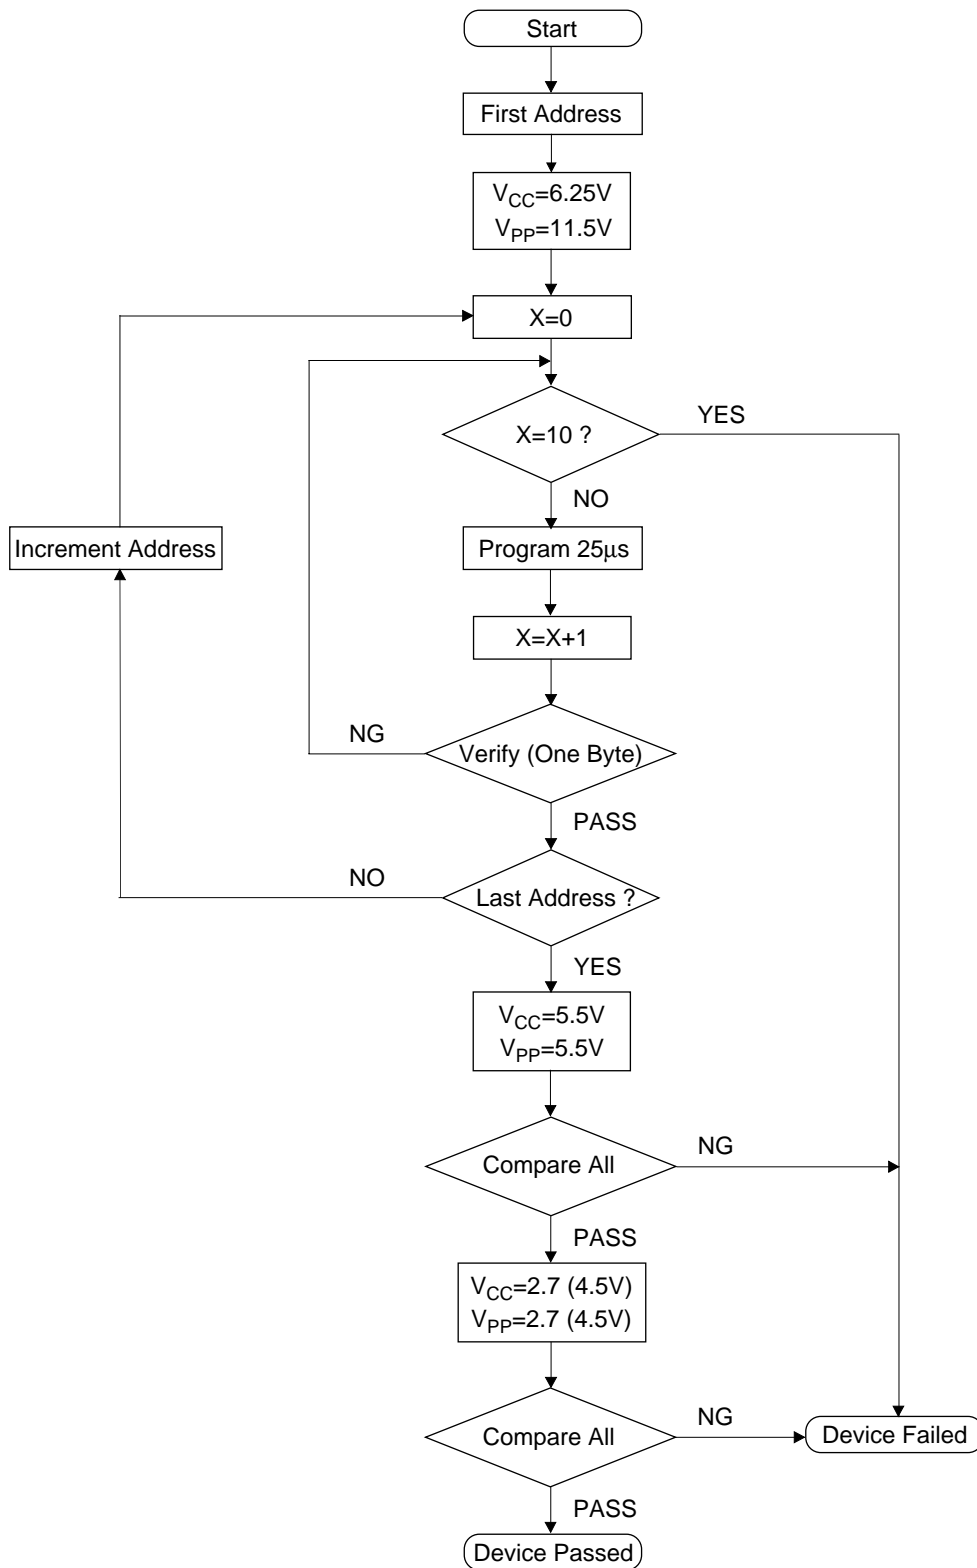 Start
First Address
VCC=6.25V
VPP=11.5V
X=0
X=10 ?
YES
NO
Increment Address
Program 25µs
X=X+1
NG
Verify (One Byte)
PASS
NO
Last Address ?
YES
VCC=5.5V
VPP=5.5V
Compare All
NG
PASS
VCC=2.7 (4.5V)
VPP=2.7 (4.5V)
Compare All
NG
Device Failed
PASS
Device Passed